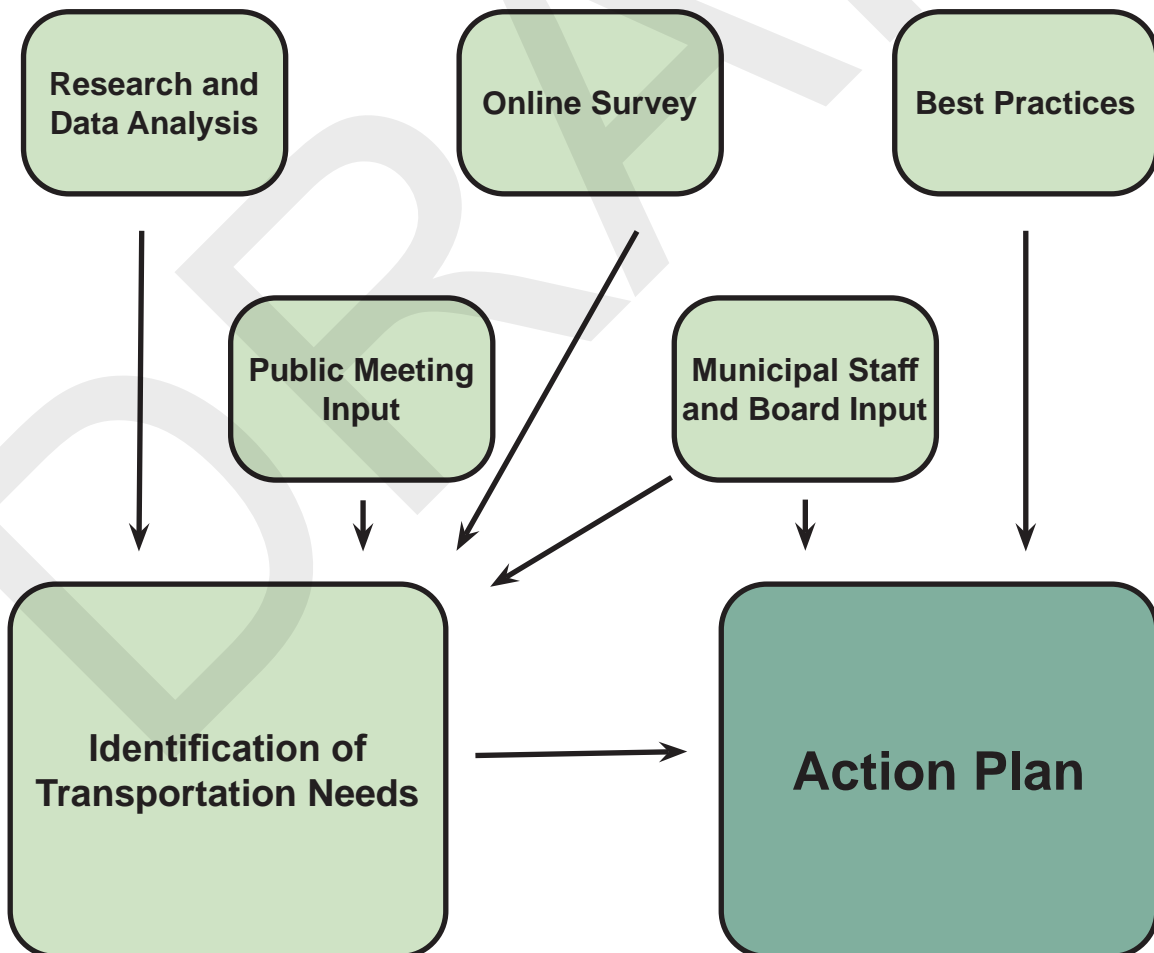 Research and
Data Analysis
Online Survey
Best Practices
Public Meeting
Input
Municipal Staff
and Board Input
Identification of
Transportation Needs
Action Plan
DRA